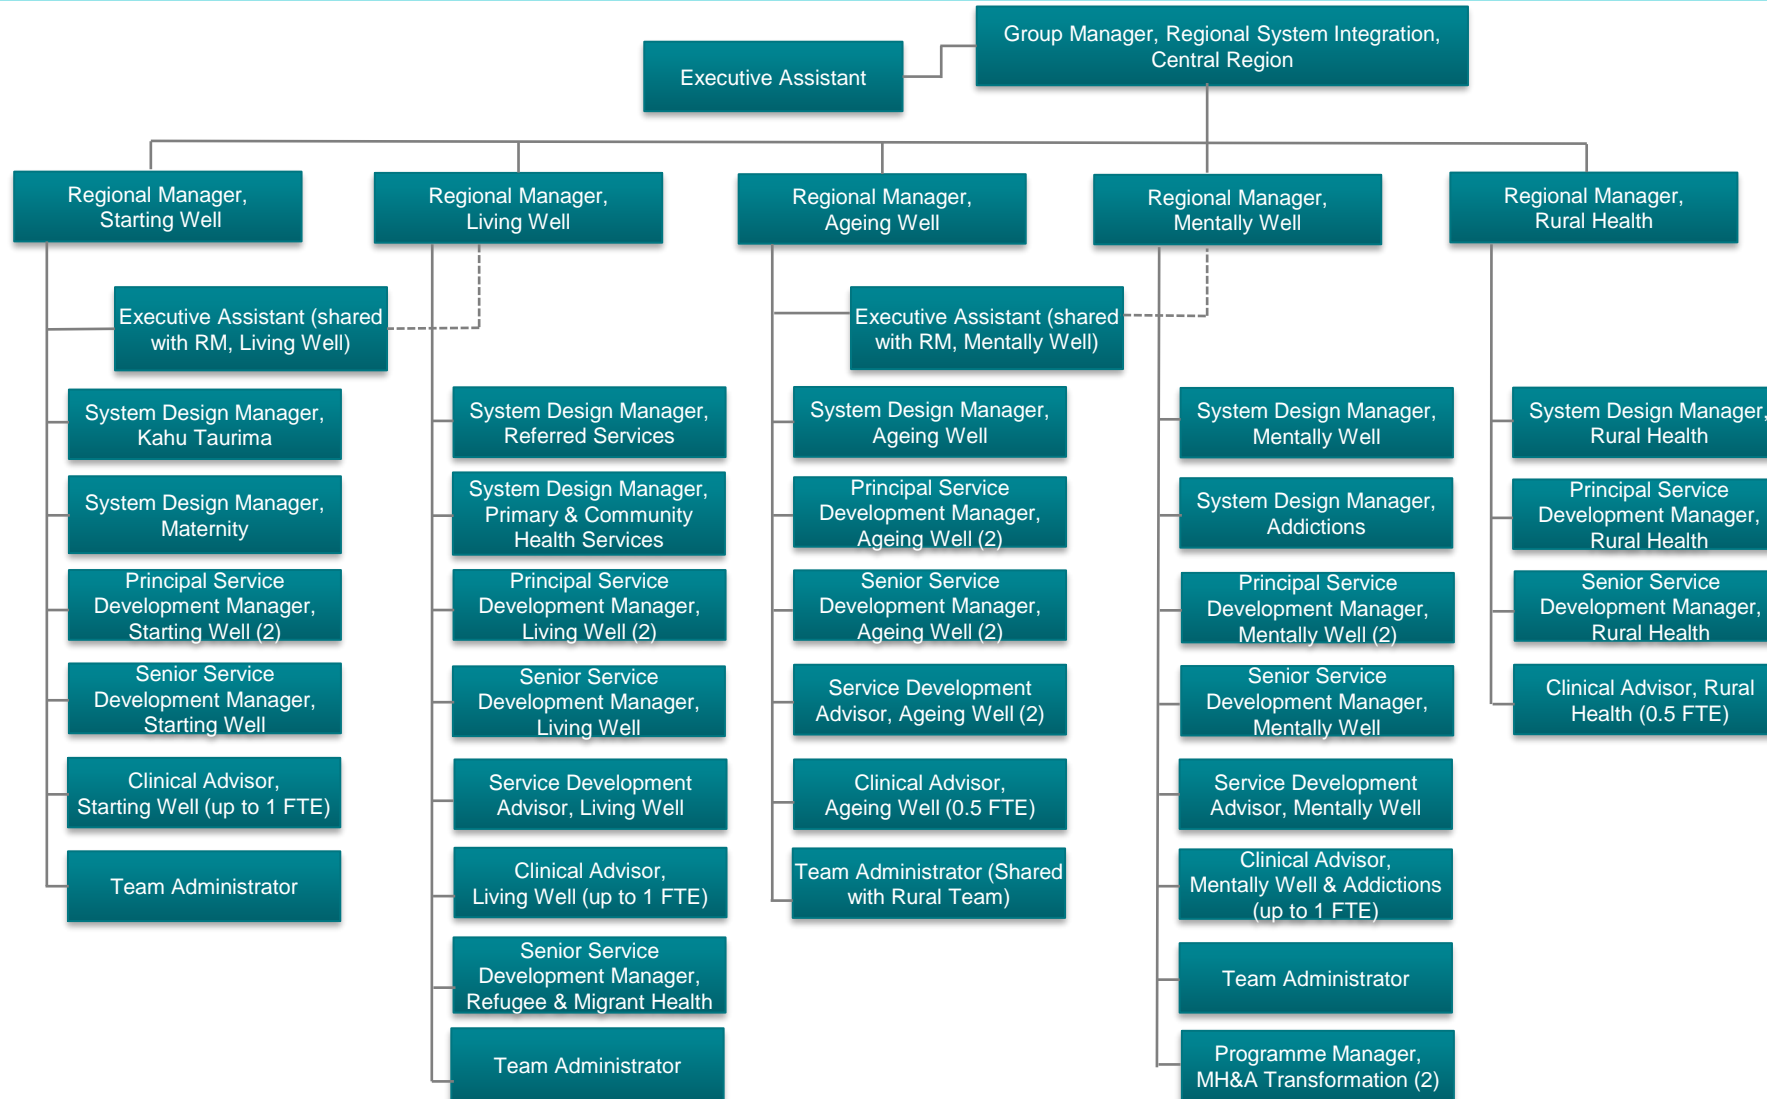 Group Manager, Regional System Integration,
Central Region
Executive Assistant
Regional Manager,
Starting Well
Regional Manager,
Living Well
Regional Manager,
Ageing Well
Regional Manager,
Mentally Well
Regional Manager,
Rural Health
Executive Assistant (shared
with RM, Living Well)
System Design Manager,
Kahu Taurima
System Design Manager,
Maternity
Principal Service
Development Manager,
Starting Well (2)
Senior Service
Development Manager,
Starting Well
Clinical Advisor,
Starting Well (up to 1 FTE)
Team Administrator
System Design Manager,
Referred Services
System Design Manager,
Primary & Community
Health Services
Principal Service
Development Manager,
Living Well (2)
Senior Service
Development Manager,
Living Well
Service Development
Advisor, Living Well
Clinical Advisor,
Living Well (up to 1 FTE)
Senior Service
Development Manager,
Refugee & Migrant Health
Team Administrator
Executive Assistant (shared
with RM, Mentally Well)
System Design Manager,
Ageing Well
Principal Service
Development Manager,
Ageing Well (2)
Senior Service
Development Manager,
Ageing Well (2)
Service Development
Advisor, Ageing Well (2)
Clinical Advisor,
Ageing Well (0.5 FTE)
Team Administrator (Shared
with Rural Team)
System Design Manager,
Mentally Well
System Design Manager,
Addictions
Principal Service
Development Manager,
Mentally Well (2)
Senior Service
Development Manager,
Mentally Well
Service Development
Advisor, Mentally Well
Clinical Advisor,
Mentally Well & Addictions
(up to 1 FTE)
Team Administrator
Programme Manager,
MH&A Transformation (2)
System Design Manager,
Rural Health
Principal Service
Development Manager,
Rural Health
Senior Service
Development Manager,
Rural Health
Clinical Advisor, Rural
Health (0.5 FTE)